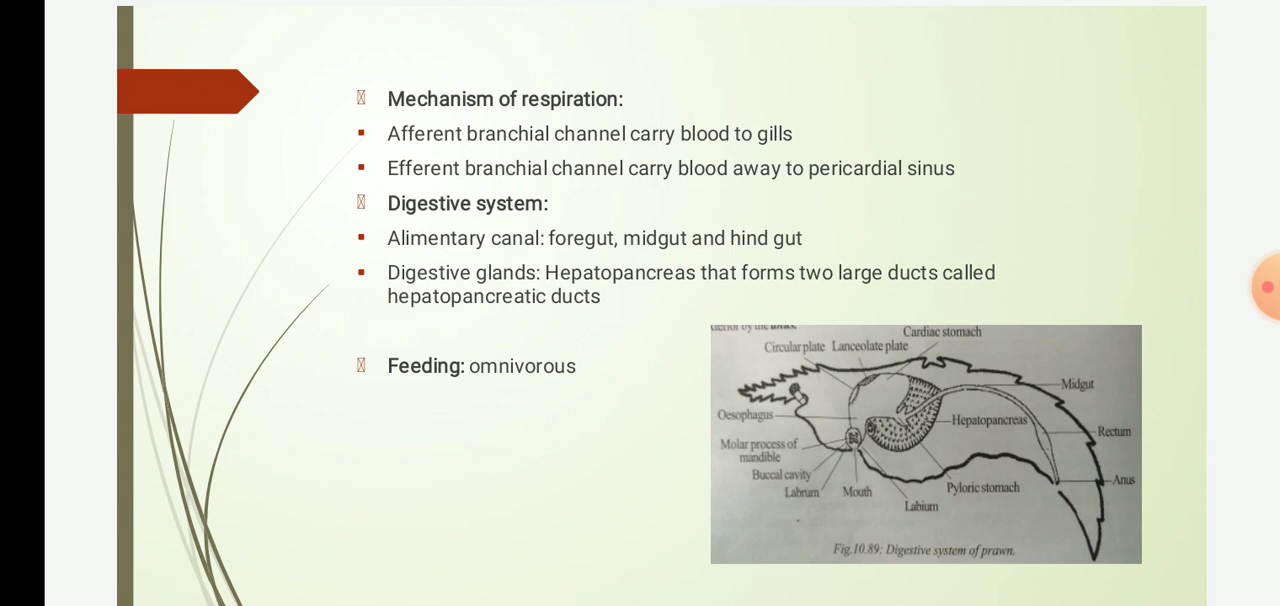 Mechanism of respiration:
Afferent branchial channel carry blood to gills
Efferent branchial channel carry blood away to pericardial sinus
Digestive system:
Alimentary canal: foregut, midgut and hind gut
Digestive glands: Hepatopancreas that forms two large ducts called
hepatopancreatic ducts
Feeding: omnivorous
Cardiac stomach
Circular plate
Lanceolate plate
Midgut
Oesophagus
Hepatopancreas
Rectum
Molar process of
mandible
Buccal cavity
Anus
Labrum
Mouth
Pyloric stomach
Labium
Fig.10.89: Digestive system of prawn.